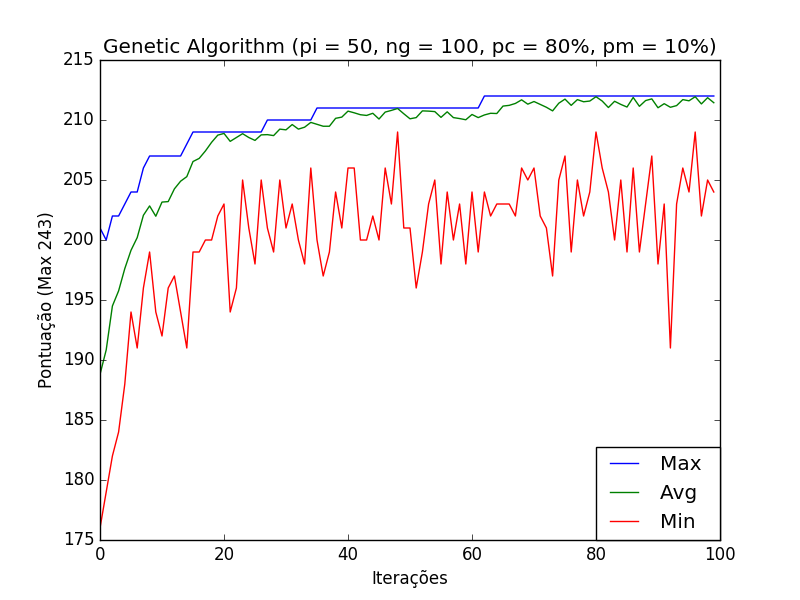 Genetic Algorithm (pi = 50, ng = 100, pc = 80%, pm = 10%)
215
210
205
200
195
190
185
180
175
Pontuação (Max 243)
Max
Avg
Min
0 20 40 60 80 100
Iterações